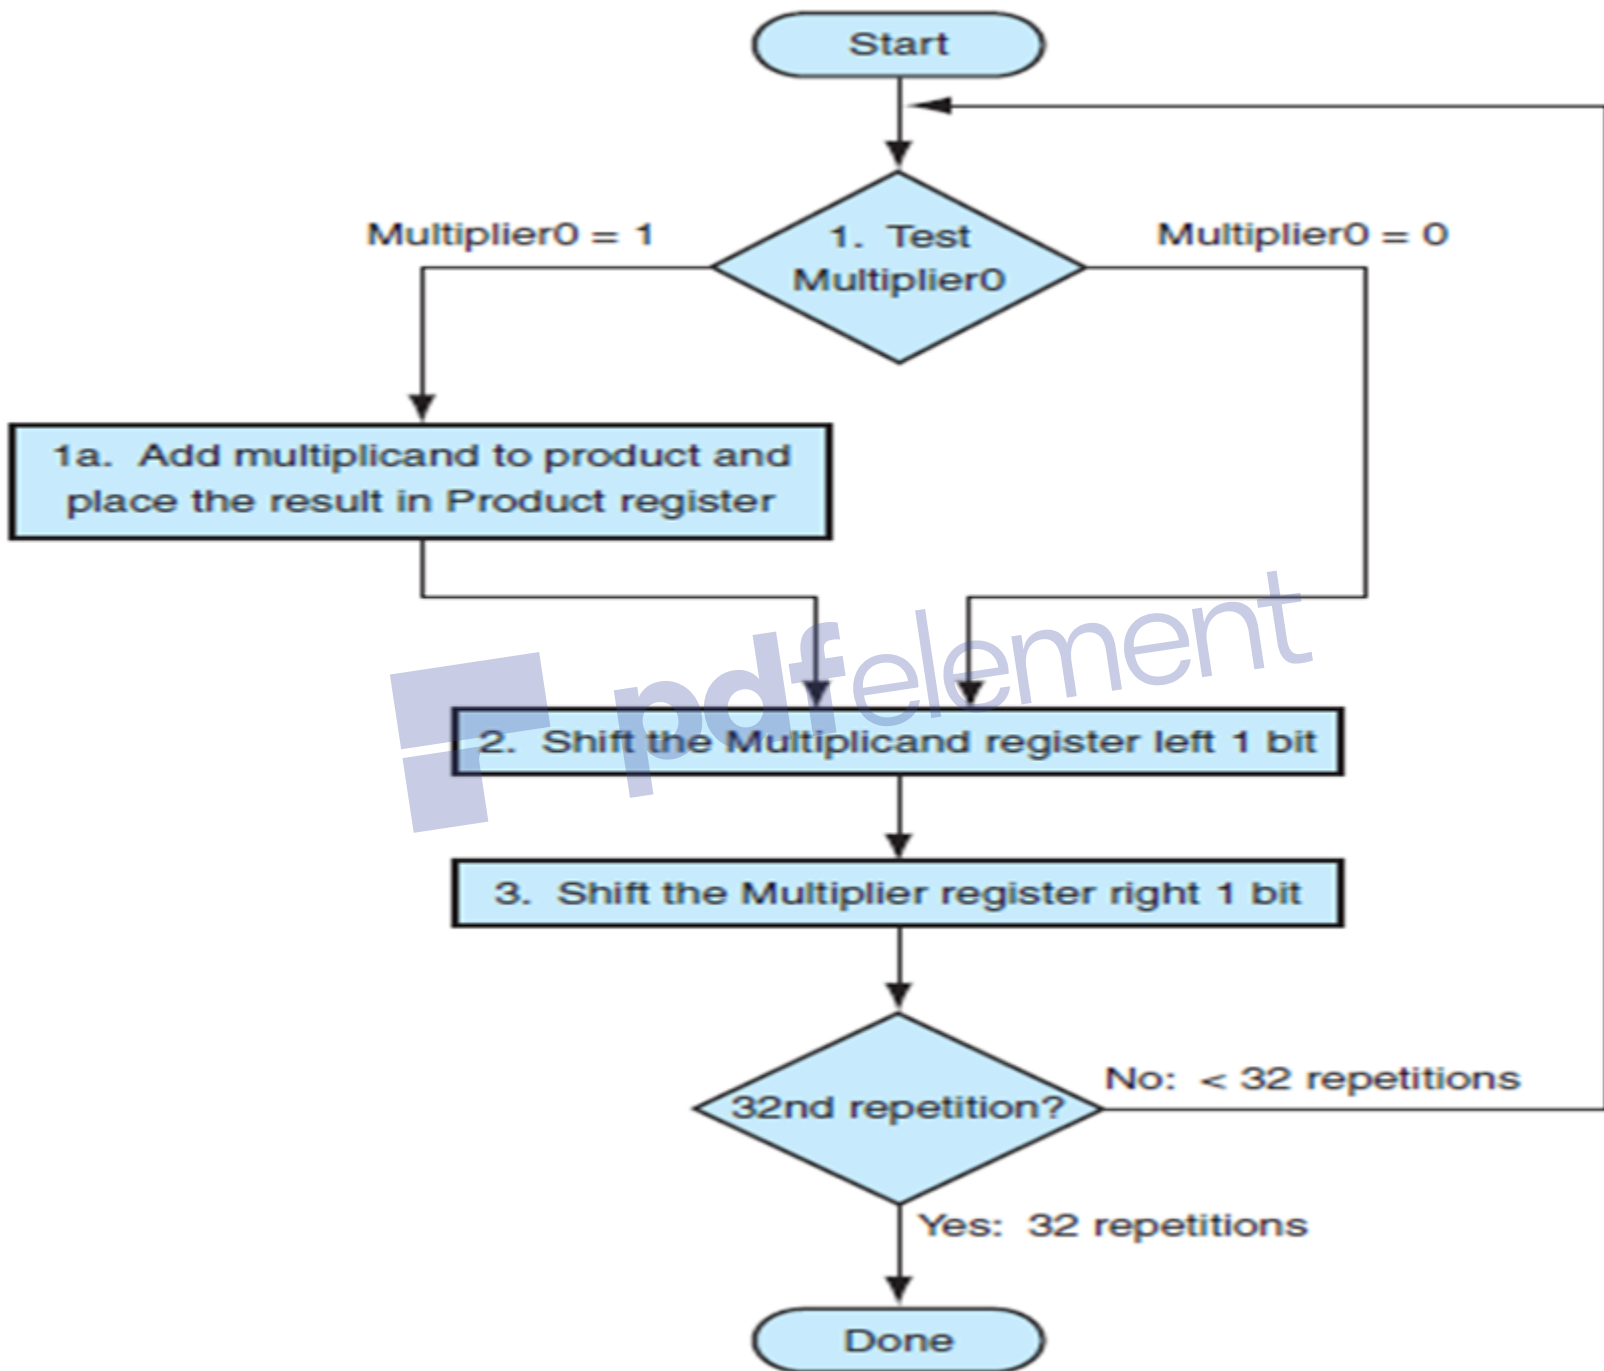 Start
Multiplier0 = 1
1. Test
Multiplier0
Multiplier0 = 0
1a. Add multiplicand to product and
place the result in Product register
pdfelement
2. Shift the Multiplicand register left 1 bit
3. Shift the Multiplier register right 1 bit
32nd repetition?
No: < 32 repetitions
Yes: 32 repetitions
Done